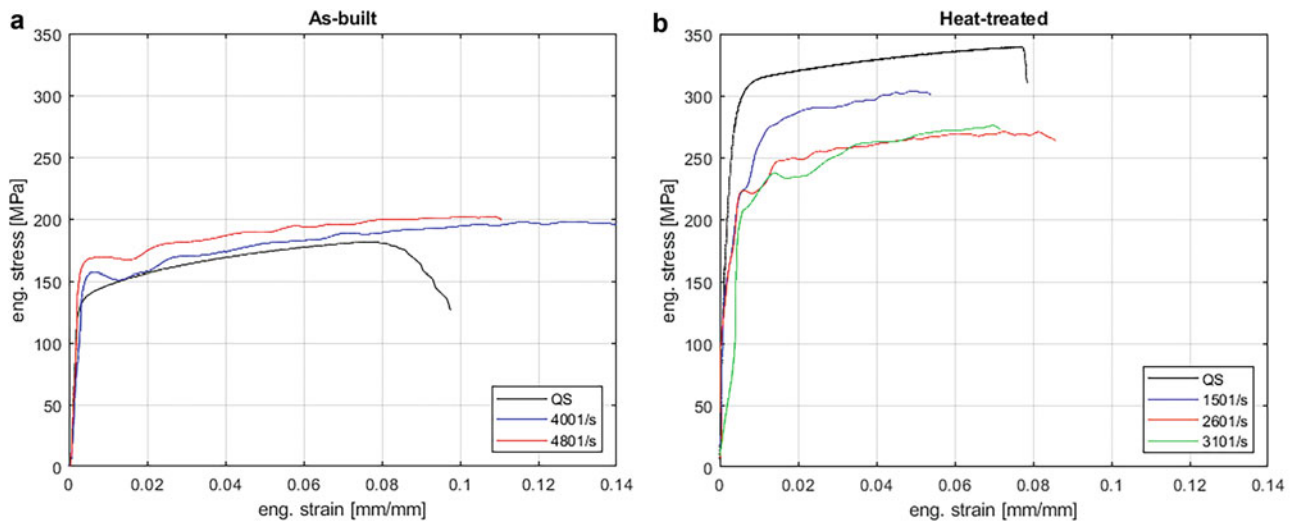 a
As-built
350
300
250
200
150
100
50
0
eng. stress [MPa]
0
0.02
0.04
0.06
0.08
0.1
0.12
0.14
eng. strain [mm/mm]
QS
4001/s
4801/s
b
Heat-treated
350
300
250
200
150
100
50
0
eng. stress [MPa]
0
0.02
0.04
0.06
0.08
0.1
0.12
0.14
eng. strain [mm/mm]
QS
1501/s
2601/s
3101/s